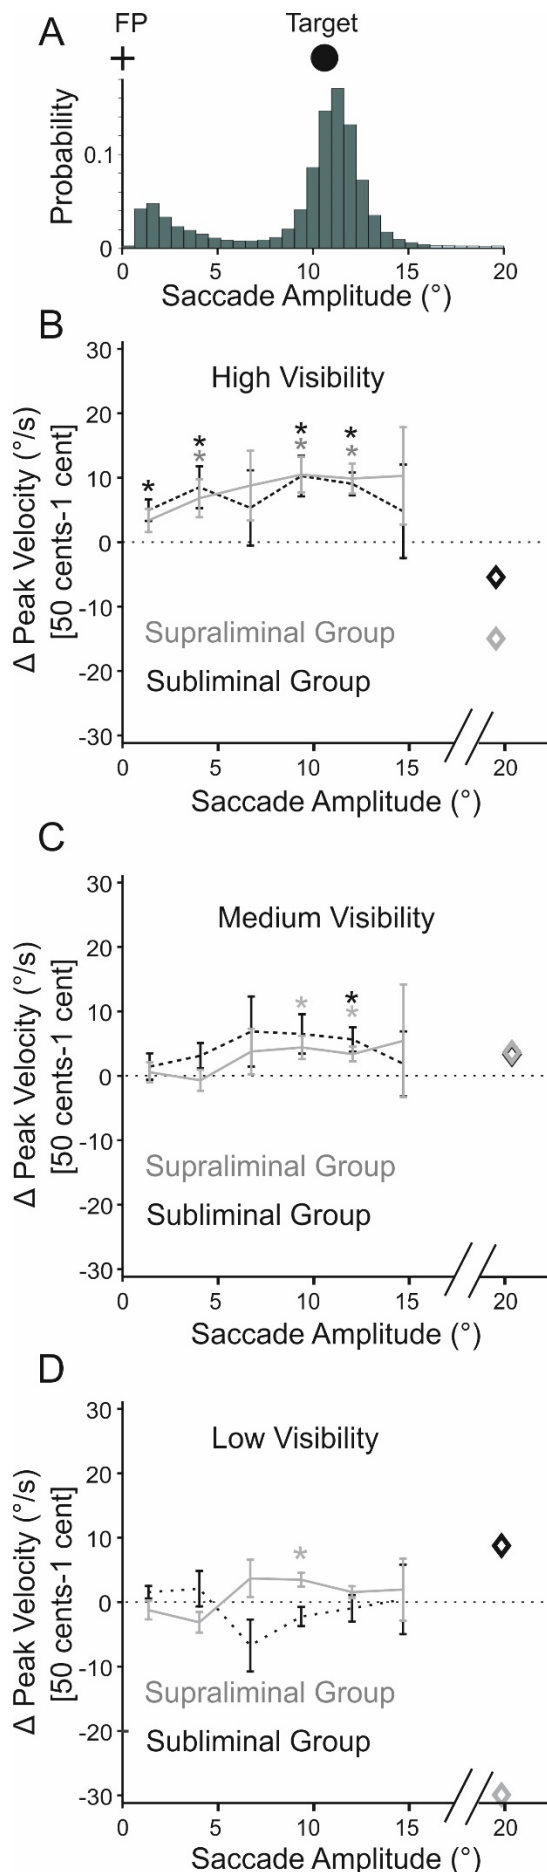 A
FP
Target
+
Probability
0.1
0
0 5 10 15 20
Saccade Amplitude (°)
B
High Visibility
Δ Peak Velocity (°/s)
[50 cents-1 cent]
30
20
10
0
-10
-20
-30
*
*
*
*
*
*
*
Supraliminal Group
Subliminal Group
0 5 10 15 20
Saccade Amplitude (°)
C
Medium Visibility
Δ Peak Velocity (°/s)
[50 cents-1 cent]
30
20
10
0
-10
-20
-30
*
*
*
Supraliminal Group
Subliminal Group
0 5 10 15 20
Saccade Amplitude (°)
D
Low Visibility
Δ Peak Velocity (°/s)
[50 cents-1 cent]
30
20
10
0
-10
-20
-30
*
Supraliminal Group
Subliminal Group
0 5 10 15 20
Saccade Amplitude (°)